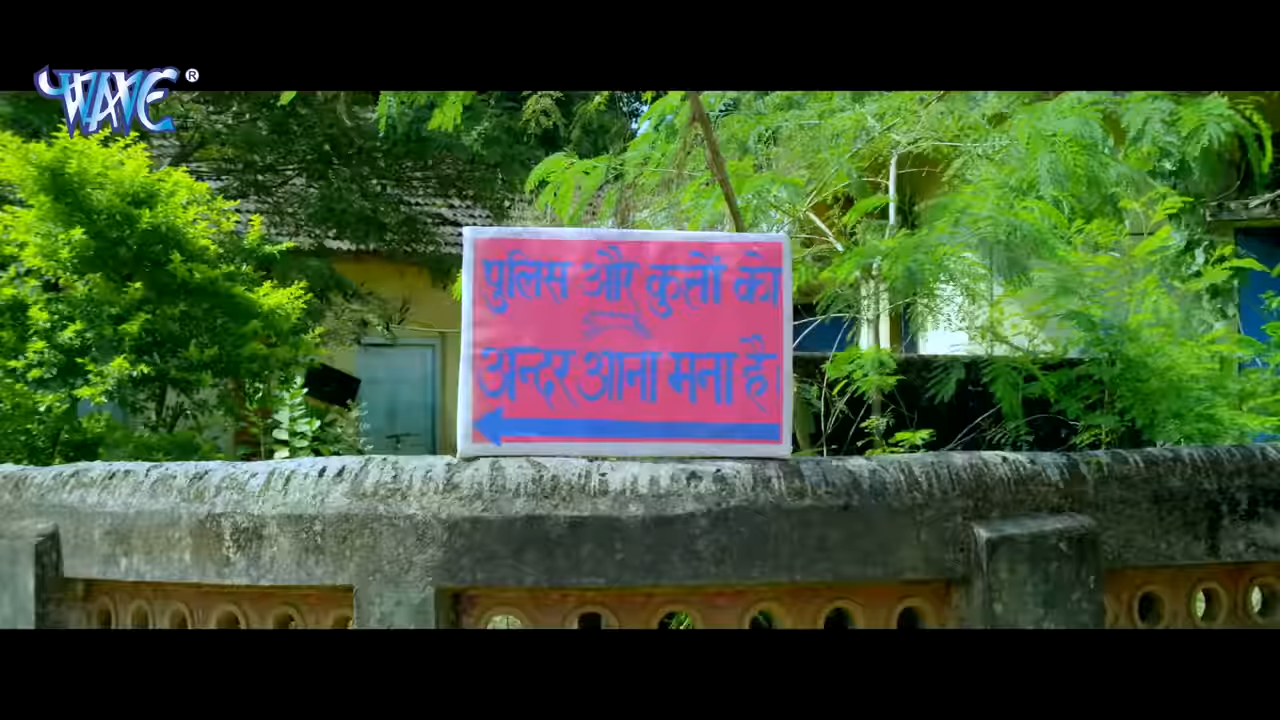 WAVE ®
पुलिस और कुत्तों को
अन्दर आना मना है।